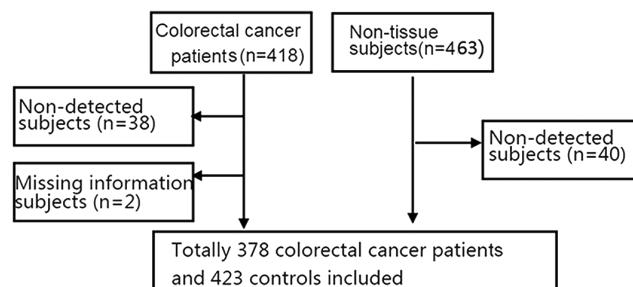 Colorectal cancer
patients(n=418)
Non-tissue
subjects(n=463)
Non-detected
subjects (n=38)
Non-detected
subjects (n=40)
Missing information
subjects (n=2)
Totally 378 colorectal cancer patients
and 423 controls included